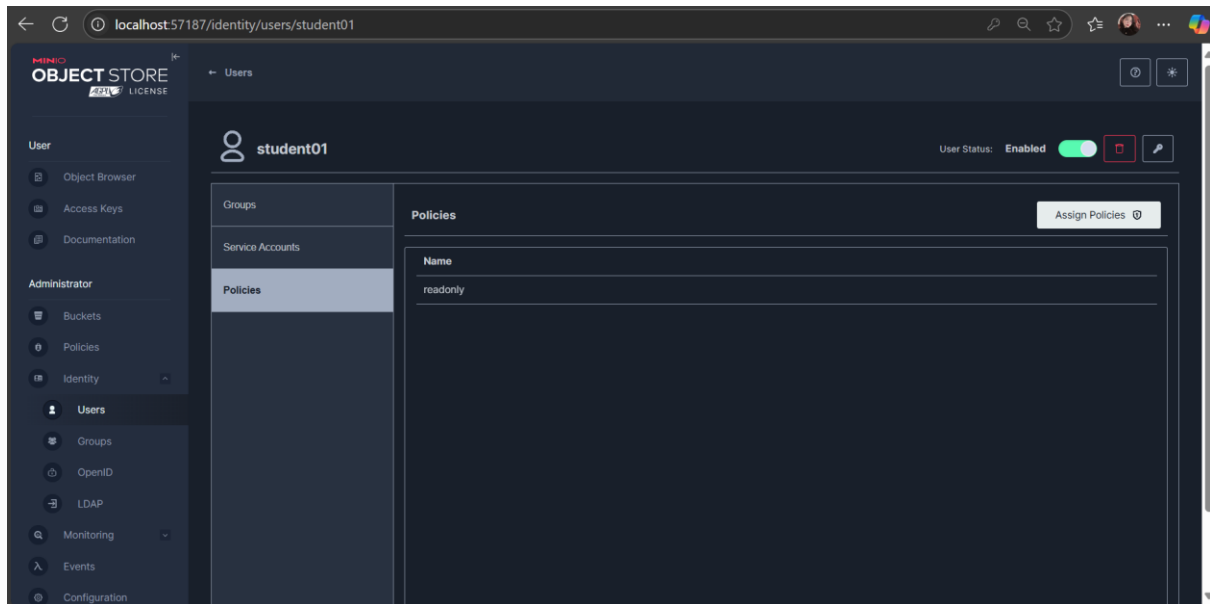 localhost:57187/identity/users/student01
MINIO
OBJECT STORE
AGPLv3 LICENSE
← Users
User
Object Browser
Access Keys
Documentation
Administrator
Buckets
Policies
Identity
Users
Groups
OpenID
LDAP
Monitoring
Events
Configuration
student01
User Status: Enabled
Groups
Service Accounts
Policies
Policies
Assign Policies
Name
readonly